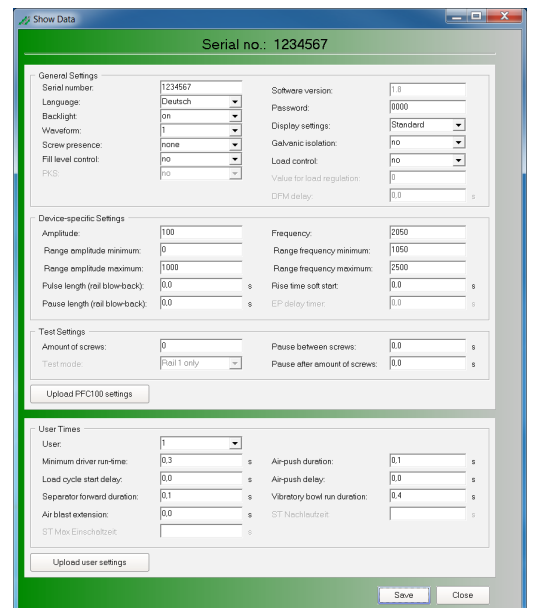 Show Data
Serial no.: 1234567
General Settings
Serial number: 1234567
Language: Deutsch
Backlight: on
Waveform: 1
Screw presence: none
Fill level control: no
PKS: no
Software version: 1.8
Password: 0000
Display settings: Standard
Galvanic isolation: no
Load control: no
Value for load regulation: 0
DFM delay: 0.0 s
Device-specific Settings
Amplitude: 100
Range amplitude minimum: 0
Range amplitude maximum: 1000
Pulse length (rail blow-back): 0,0 s
Pause length (rail blow-back): 0,0 s
Frequency: 2050
Range frequency minimum: 1050
Range frequency maximum: 2500
Rise time soft start: 0,0 s
EP delay timer: 0,0 s
Test Settings
Amount of screws: 0
Test mode: Rail 1 only
Pause between screws: 0,0 s
Pause after amount of screws: 0,0 s
Upload PFC100 settings
User Times
User: 1
Minimum driver run-time: 0,3 s
Load cycle start delay: 0,0 s
Separator forward duration: 0,1 s
Air blast extension: 0,0 s
ST Max Einschaltzeit: s
Air-push duration: 0,1 s
Air-push delay: 0,0 s
Vibratory bowl run duration: 0,4 s
ST Nachlaufzeit s
Upload user settings
Save
Close